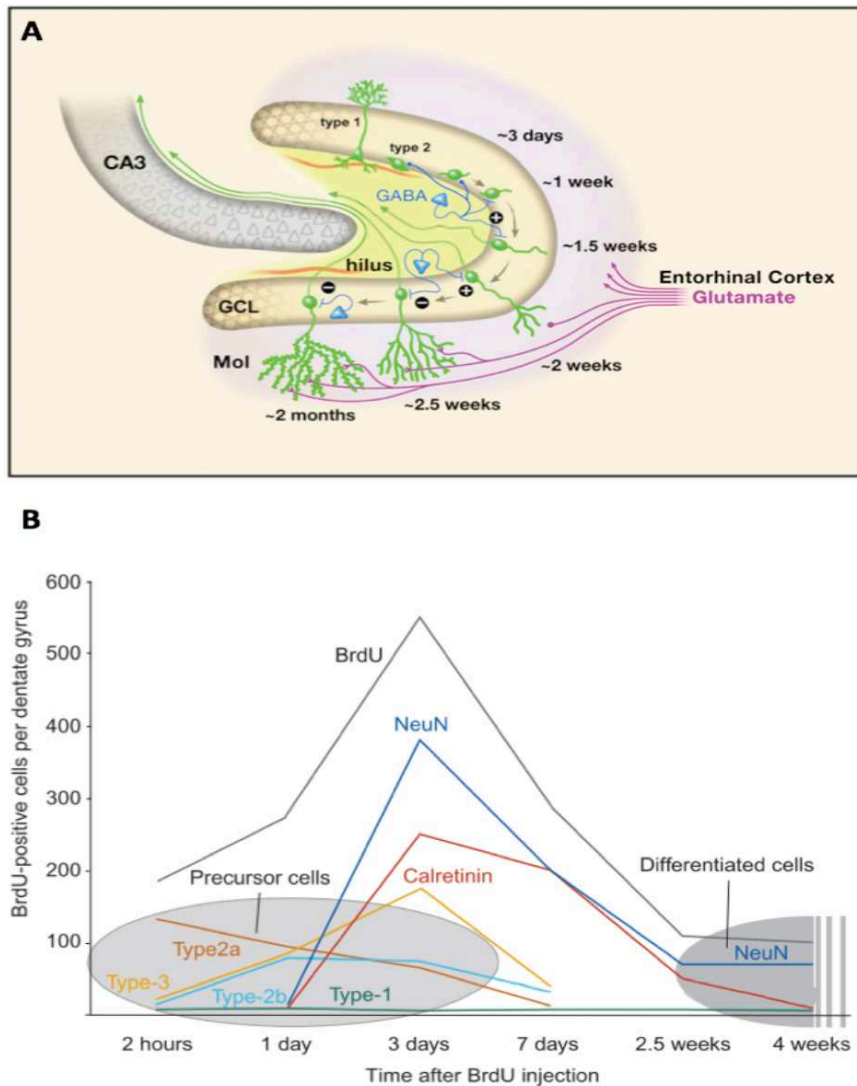 A
type 1
type 2
~3 days
CA3
~1 week
GABA
+
~1.5 weeks
hilus
Entorhinal Cortex
Glutamate
−
+
GCL
−
Mol
~2 weeks
~2.5 weeks
~2 months
B
BrdU-positive cells per dentate gyrus
600
500
400
300
200
100
BrdU
NeuN
Precursor cells
Calretinin
Differentiated cells
Type2a
NeuN
Type-3
Type-2b
Type-1
2 hours
1 day
3 days
7 days
2.5 weeks
4 weeks
Time after BrdU injection